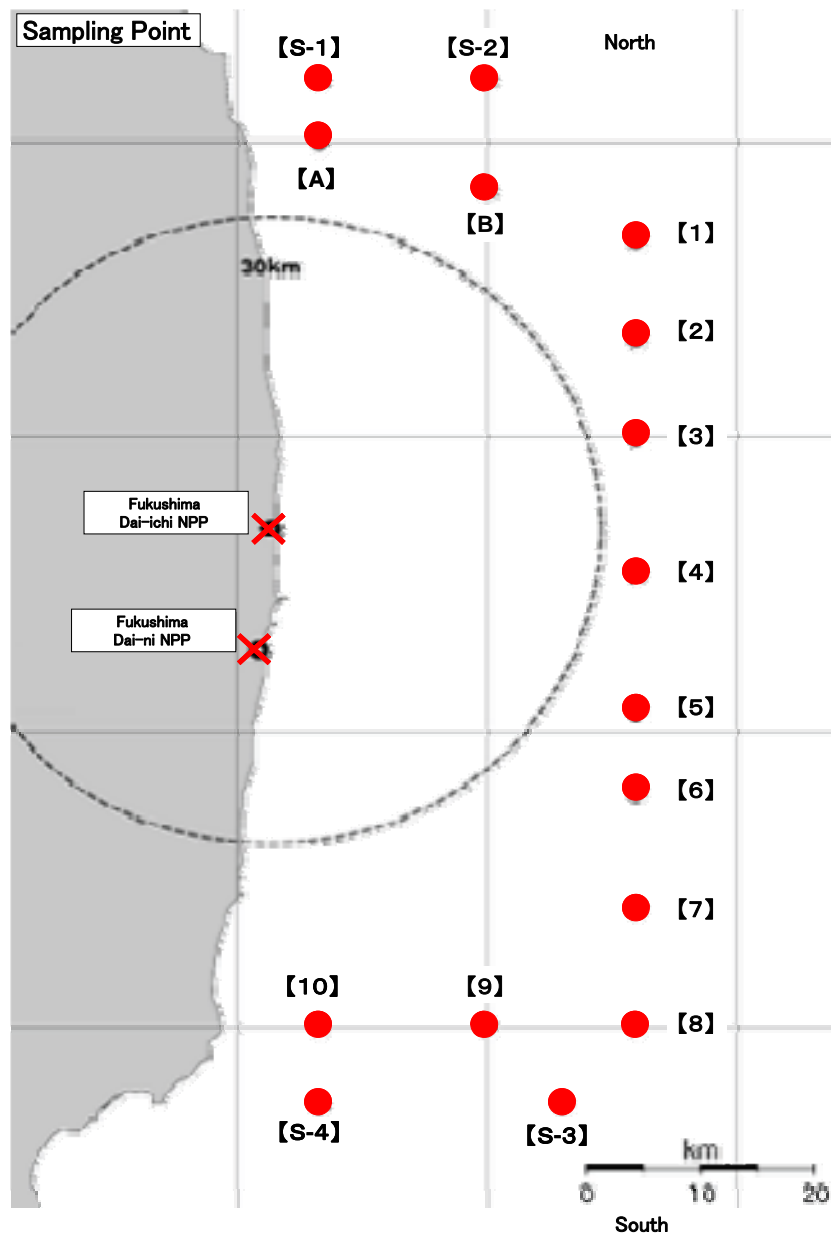 Sampling Point
【S-1】
【S-2】
North
【A】
【B】
【1】
30km
【2】
【3】
Fukushima
Dai-ichi NPP
【4】
Fukushima
Dai-ni NPP
【5】
【6】
【7】
【10】
【9】
【8】
【S-4】
【S-3】
km
0 10 20
South